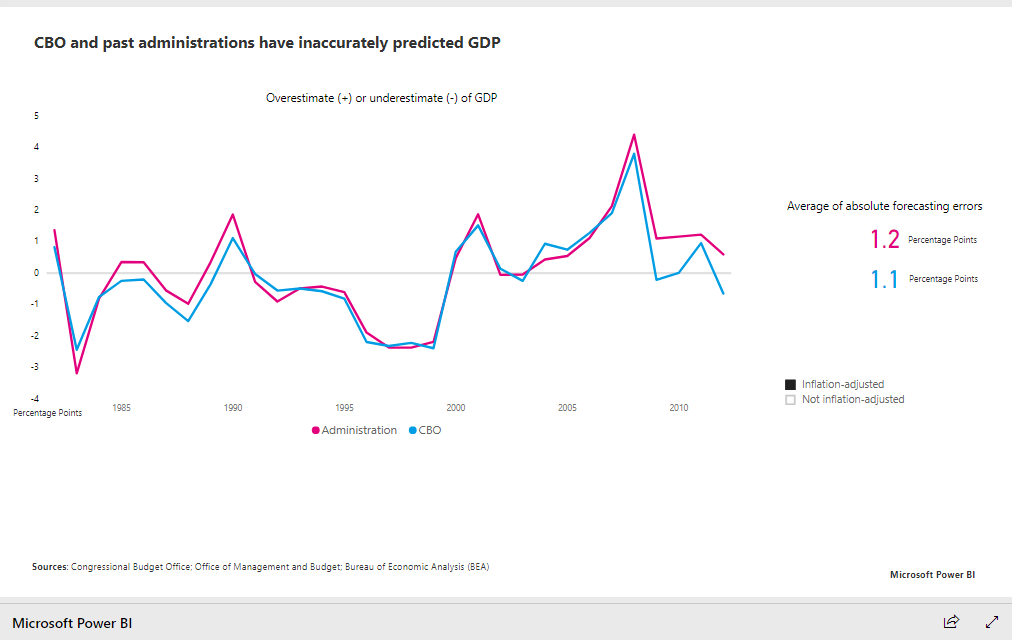 CBO and past administrations have inaccurately predicted GDP
Overestimate (+) or underestimate (-) of GDP
5
4
3
2
1
0
-1
-2
-3
-4
Percentage Points
1985
1990
1995
2000
2005
2010
Administration
CBO
Average of absolute forecasting errors
1.2 Percentage Points
1.1 Percentage Points
Inflation-adjusted
Not inflation-adjusted
Sources: Congressional Budget Office; Office of Management and Budget; Bureau of Economic Analysis (BEA)
Microsoft Power BI
Microsoft Power BI